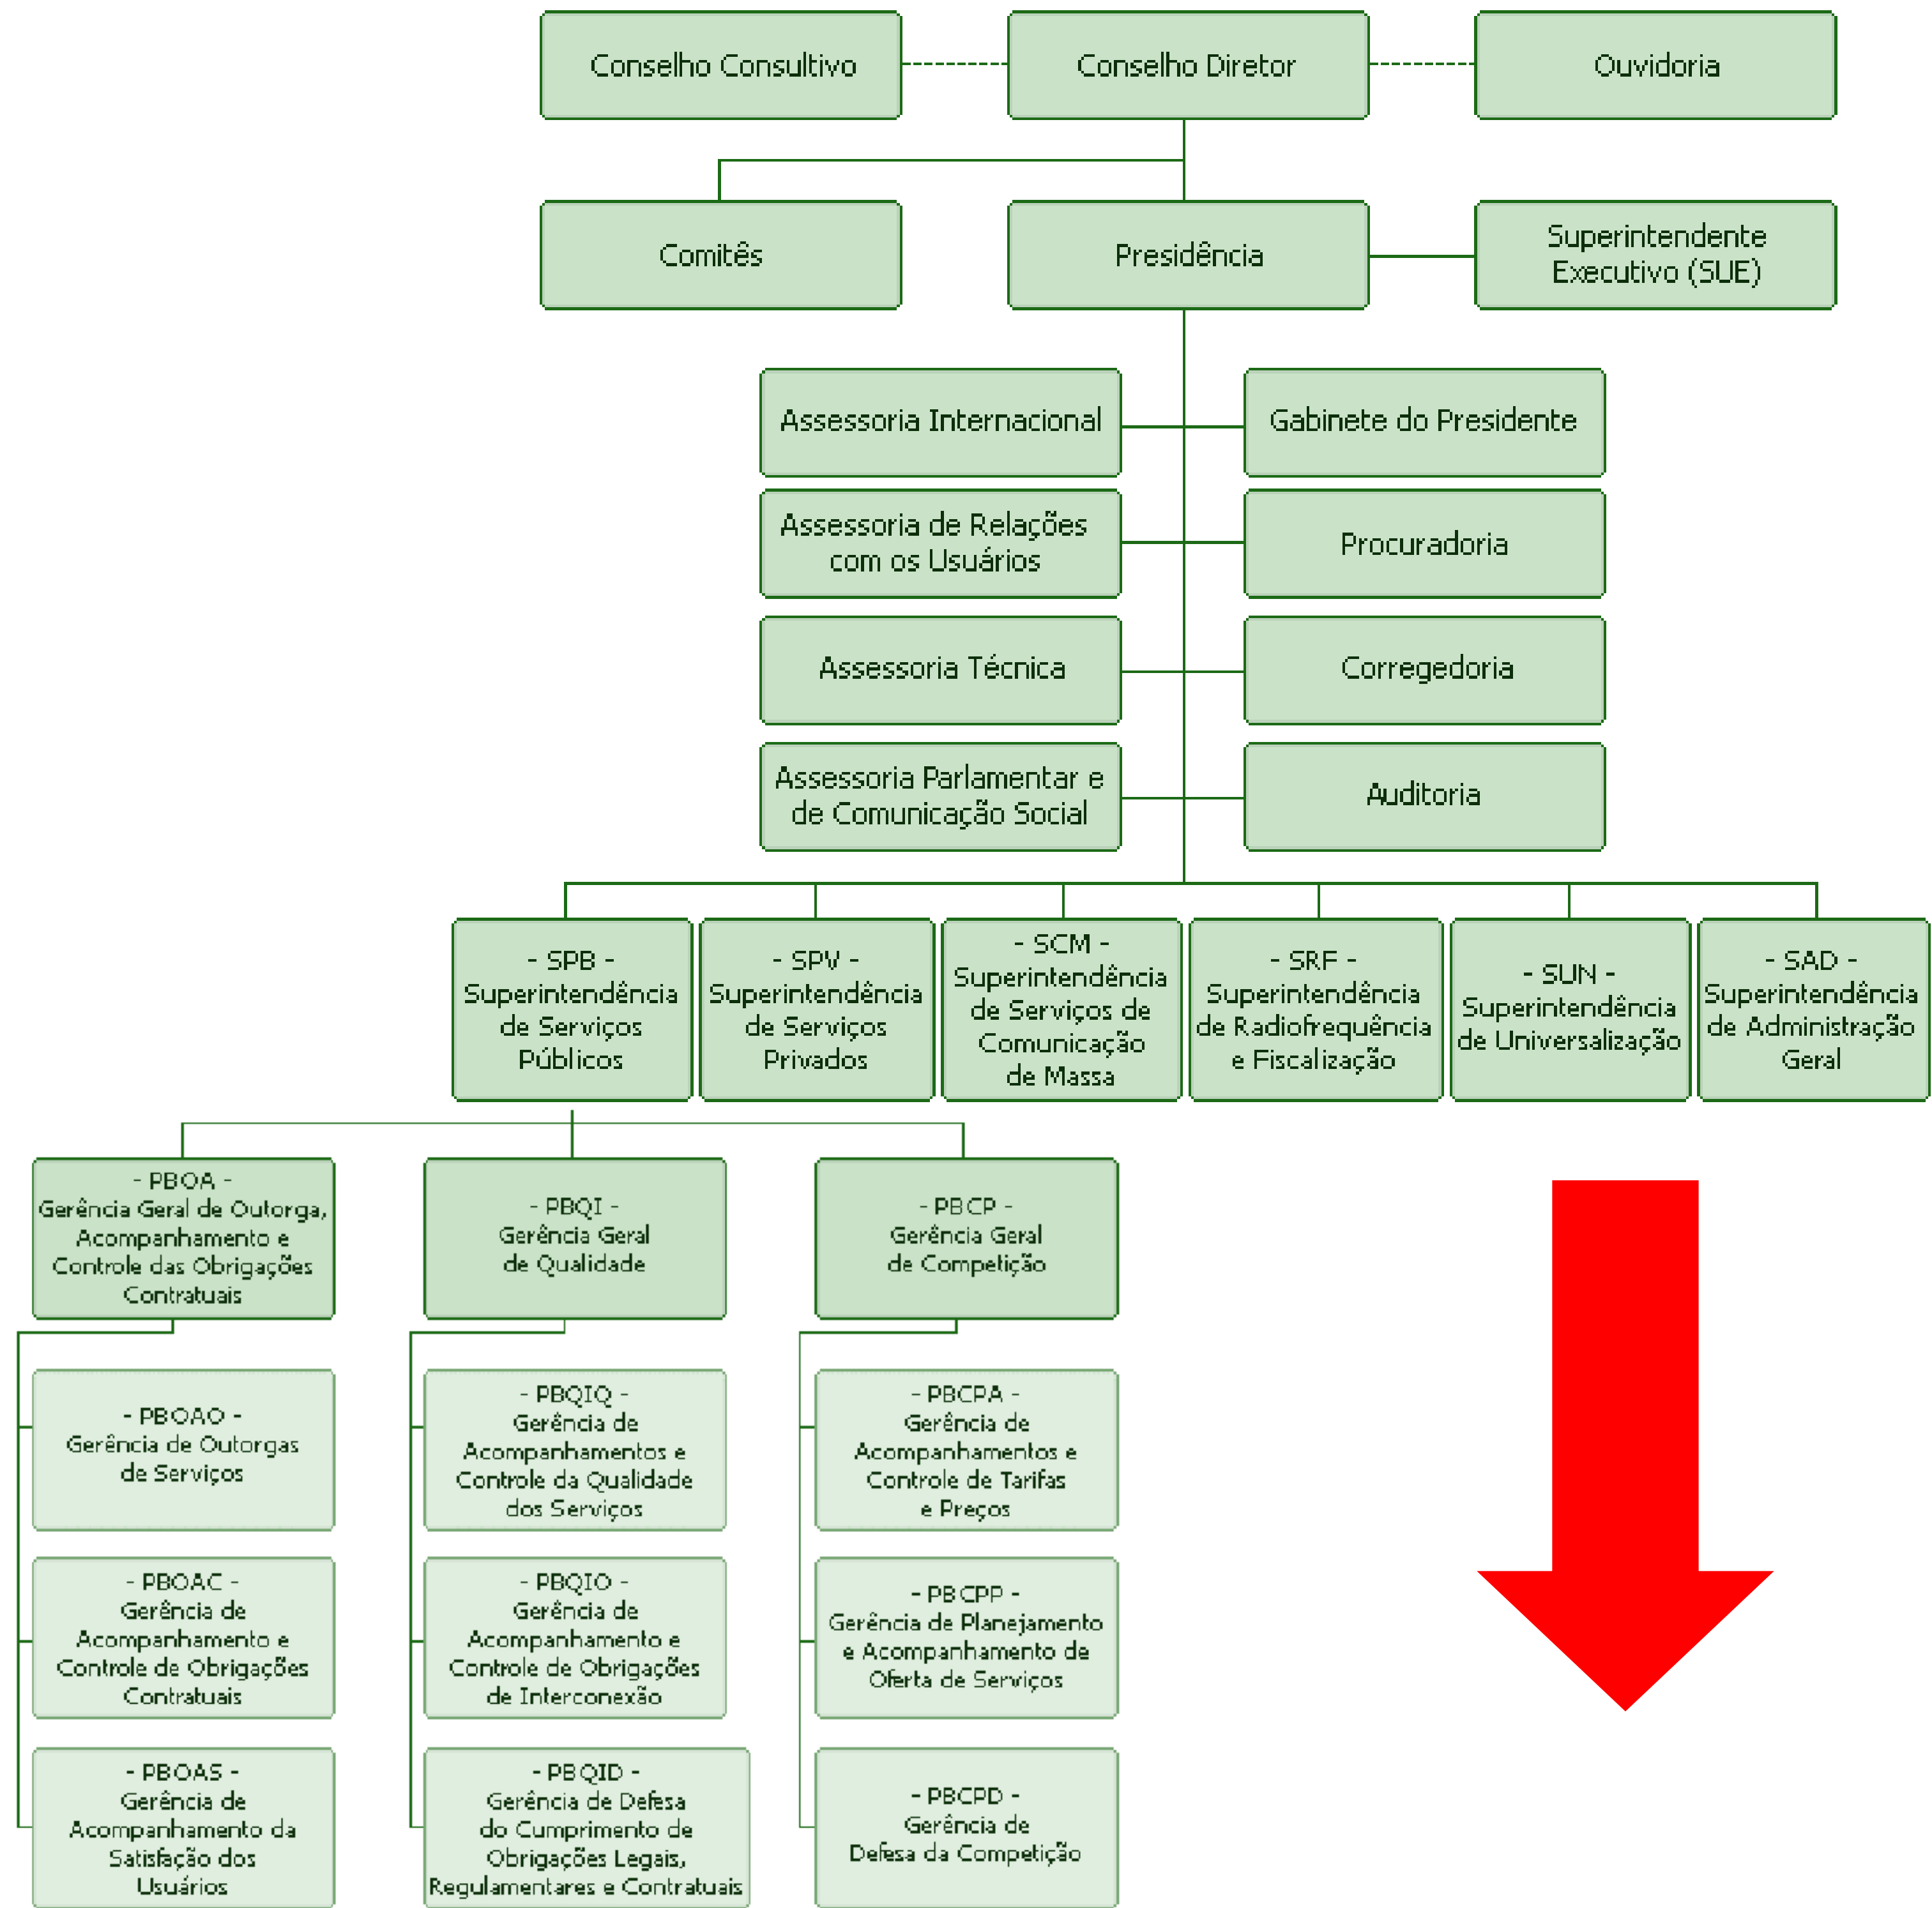 Conselho Consultivo
Conselho Diretor
Ouvidoria
Comitês
Presidência
Superintendente
Executivo (SUE)
Assessoria Internacional
Gabinete do Presidente
Assessoria de Relações
com os Usuários
Procuradoria
Assessoria Técnica
Corregedoria
Assessoria Parlamentar e
de Comunicação Social
Auditoria
- SPB -
Superintendência
de Serviços
Públicos
- SPV -
Superintendência
de Serviços
Privados
- SCM -
Superintendência
de Serviços de
Comunicação
de Massa
- SRF -
Superintendência
de Radiofrequência
e Fiscalização
- SUN -
Superintendência
de Universalização
- SAD -
Superintendência
de Administração
Geral
- PBOA -
Gerência Geral de Outorga,
Acompanhamento e
Controle das Obrigações
Contratuais
- PBQI -
Gerência Geral
de Qualidade
- PBCP -
Gerência Geral
de Competição
- PBOAO -
Gerência de Outorgas
de Serviços
- PBQIQ -
Gerência de
Acompanhamentos e
Controle da Qualidade
dos Serviços
- PBCPA -
Gerência de
Acompanhamentos e
Controle de Tarifas
e Preços
- PBOAC -
Gerência de
Acompanhamento e
Controle de Obrigações
Contratuais
- PBQIO -
Gerência de
Acompanhamento e
Controle de Obrigações
de Interconexão
- PBCPP -
Gerência de Planejamento
e Acompanhamento de
Oferta de Serviços
- PBOAS -
Gerência de
Acompanhamento da
Satisfação dos
Usuários
- PBQID -
Gerência de Defesa
do Cumprimento de
Obrigações Legais,
Regulamentares e Contratuais
- PBCPD -
Gerência de
Defesa da Competição